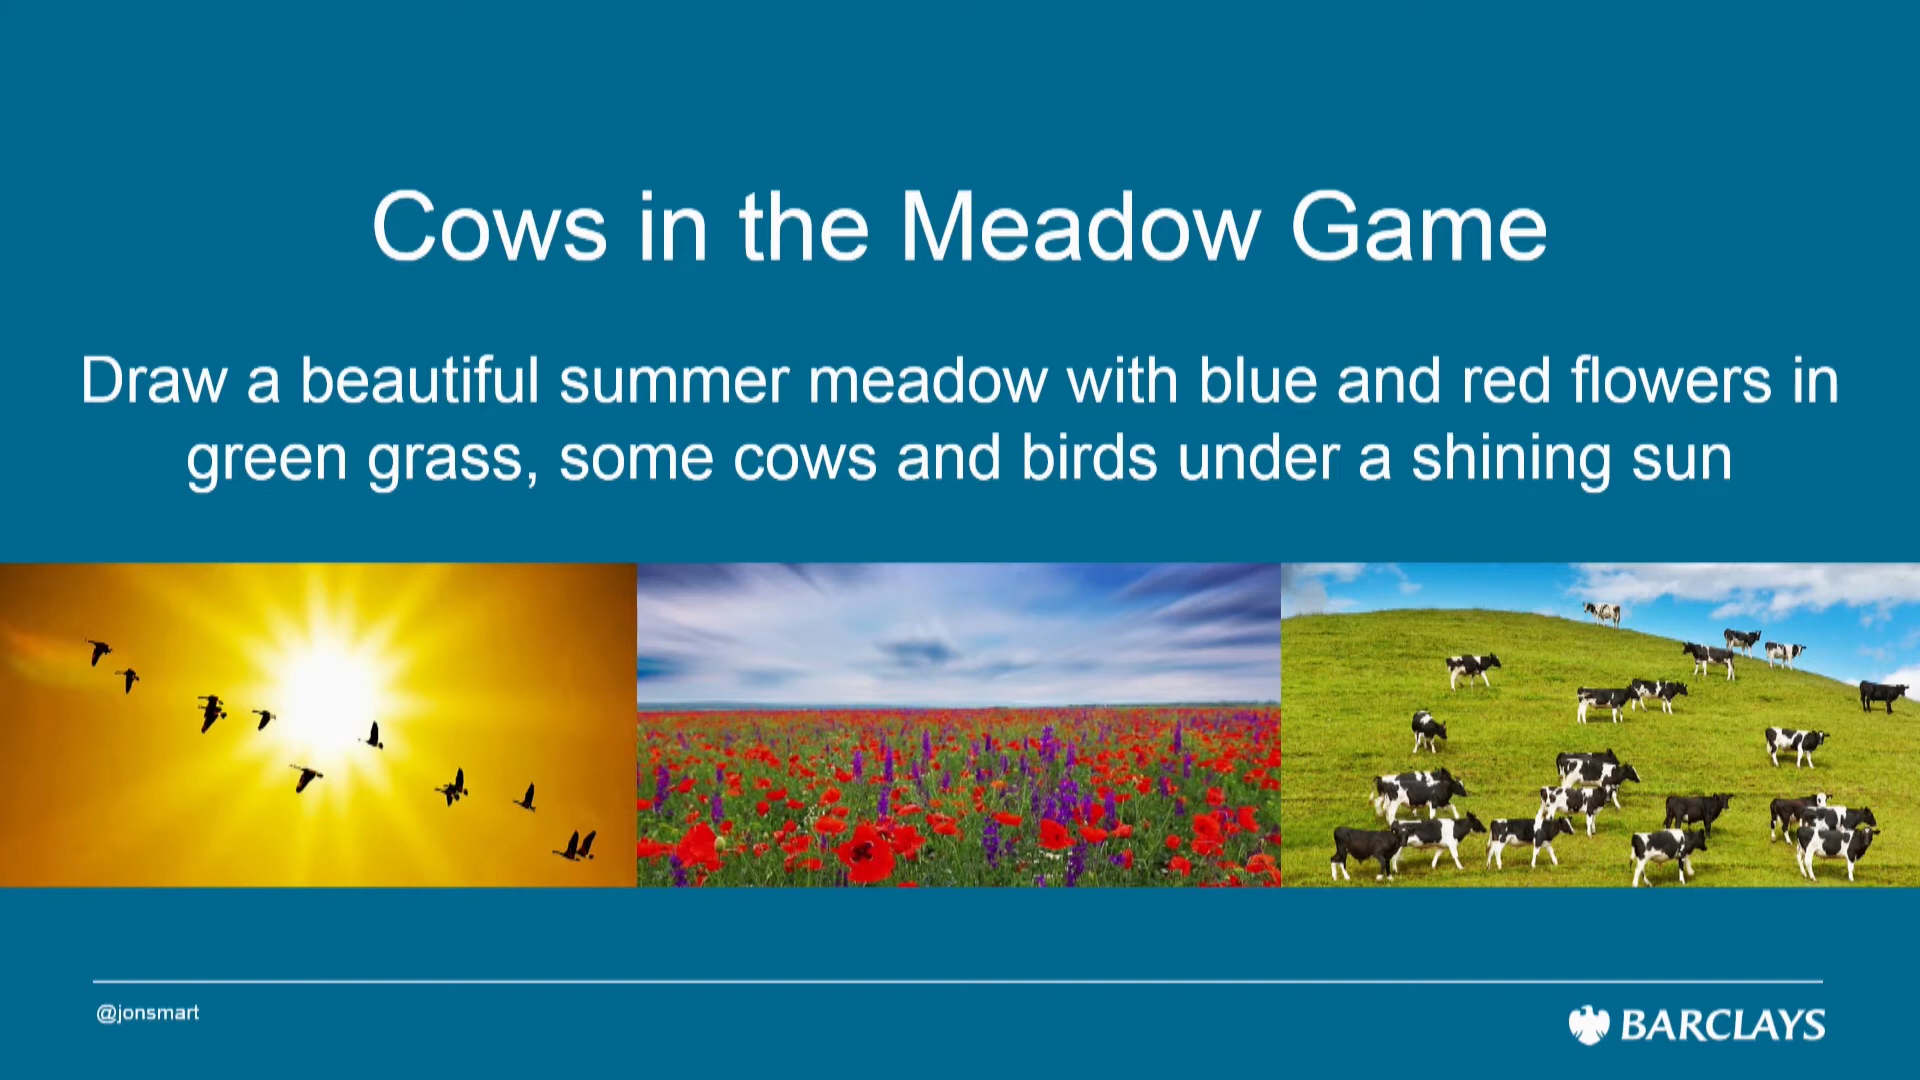 Cows in the Meadow Game
Draw a beautiful summer meadow with blue and red flowers in
green grass, some cows and birds under a shining sun
@jonsmart
BARCLAYS